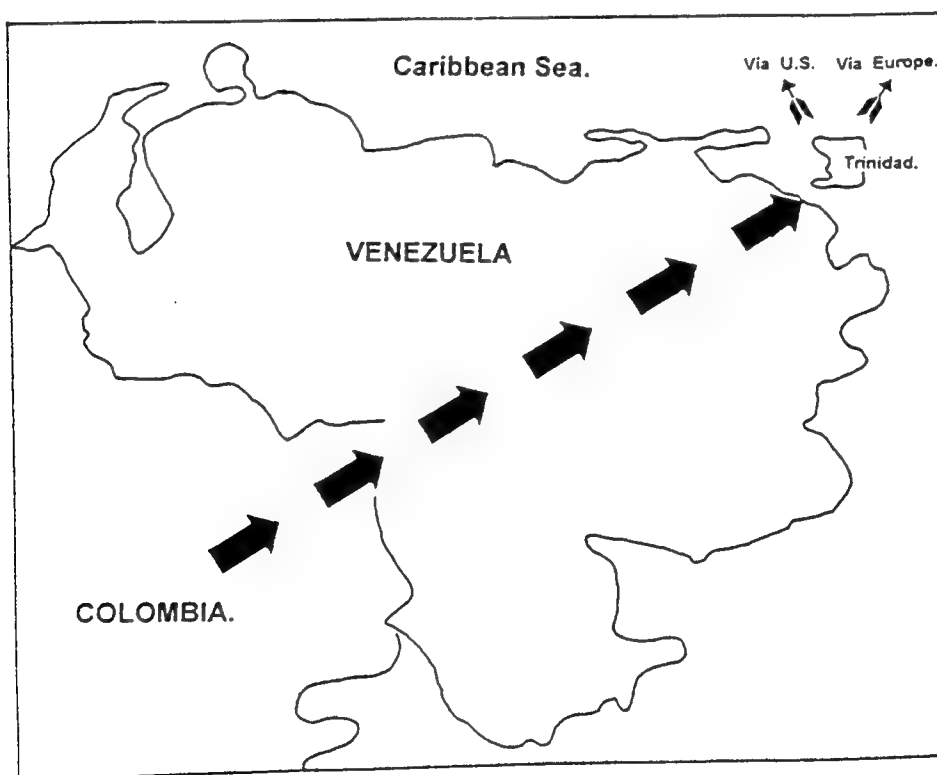 Caribbean Sea.
Via U.S. Via Europe.
Trinidad.
VENEZUELA
COLOMBIA.